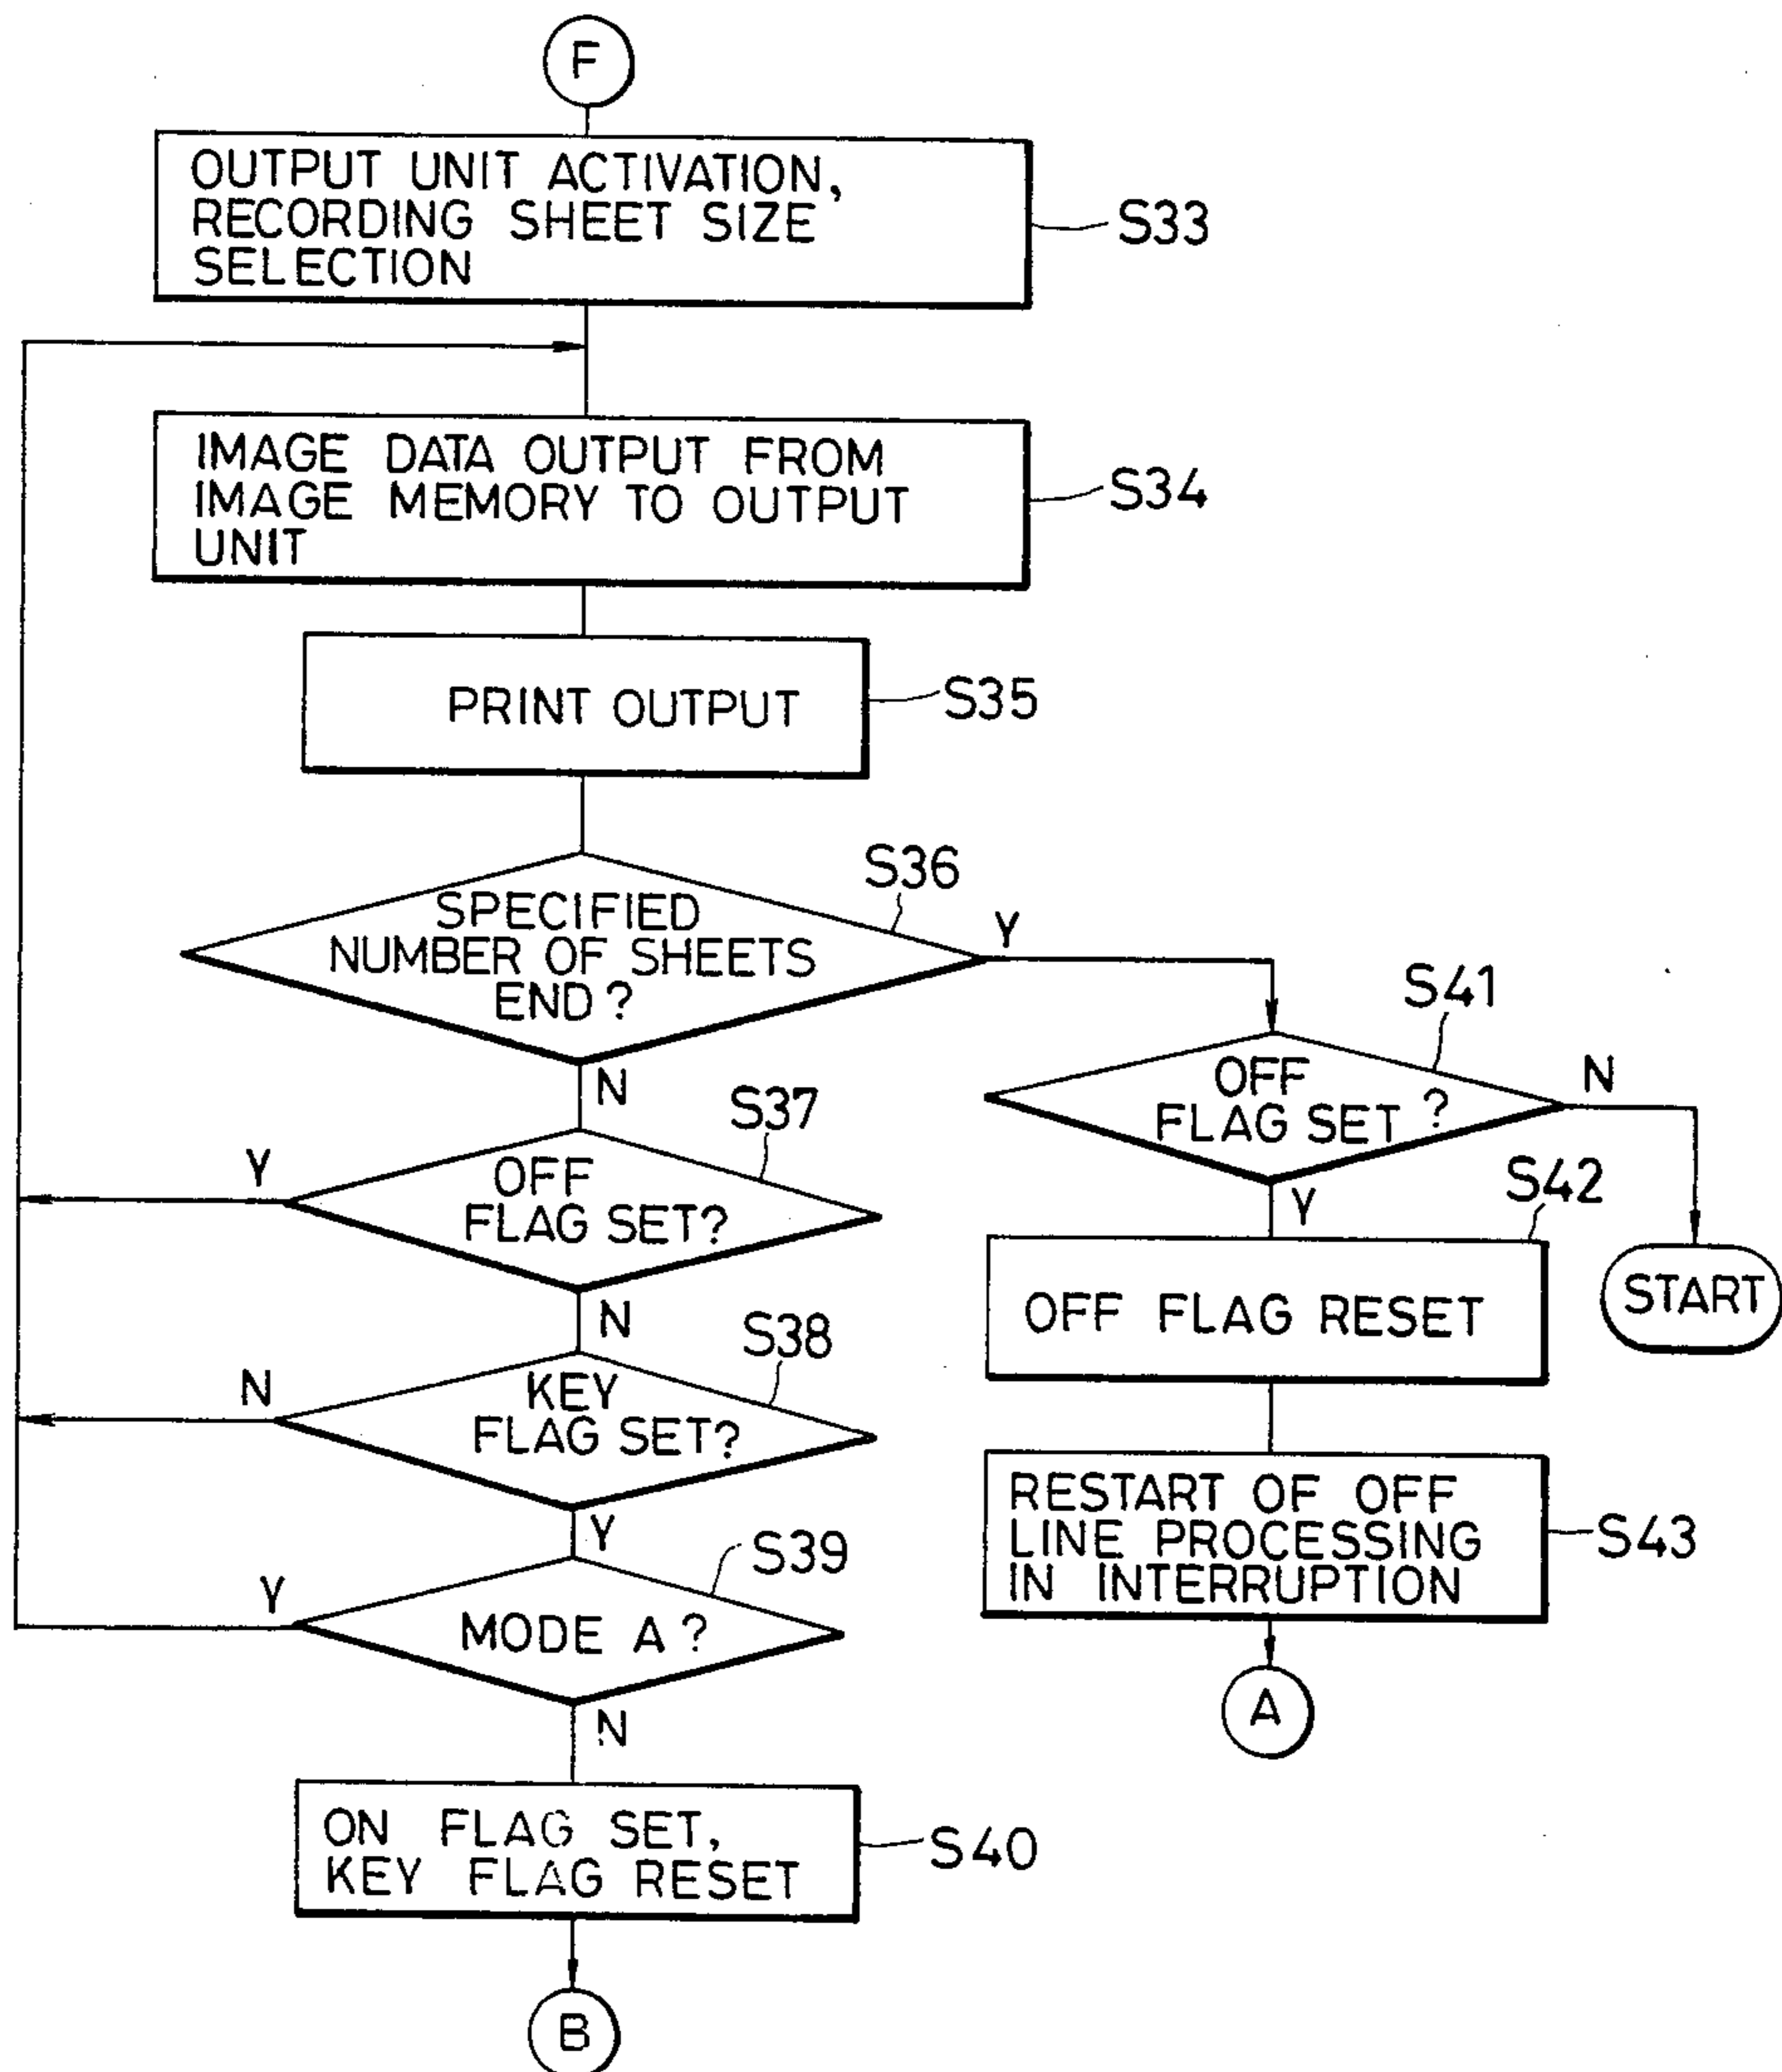 F
OUTPUT UNIT ACTIVATION,
RECORDING SHEET SIZE
SELECTION
S33
IMAGE DATA OUTPUT FROM
IMAGE MEMORY TO OUTPUT
UNIT
S34
PRINT OUTPUT
S35
SPECIFIED
NUMBER OF SHEETS
END?
S36
Y
N
OFF
FLAG SET?
S37
Y
N
KEY
FLAG SET?
S38
N
Y
MODE A?
S39
Y
N
ON FLAG SET,
KEY FLAG RESET
S40
B
S41
OFF
FLAG SET?
N
START
Y
S42
OFF FLAG RESET
RESTART OF OFF
LINE PROCESSING
IN INTERRUPTION
S43
A